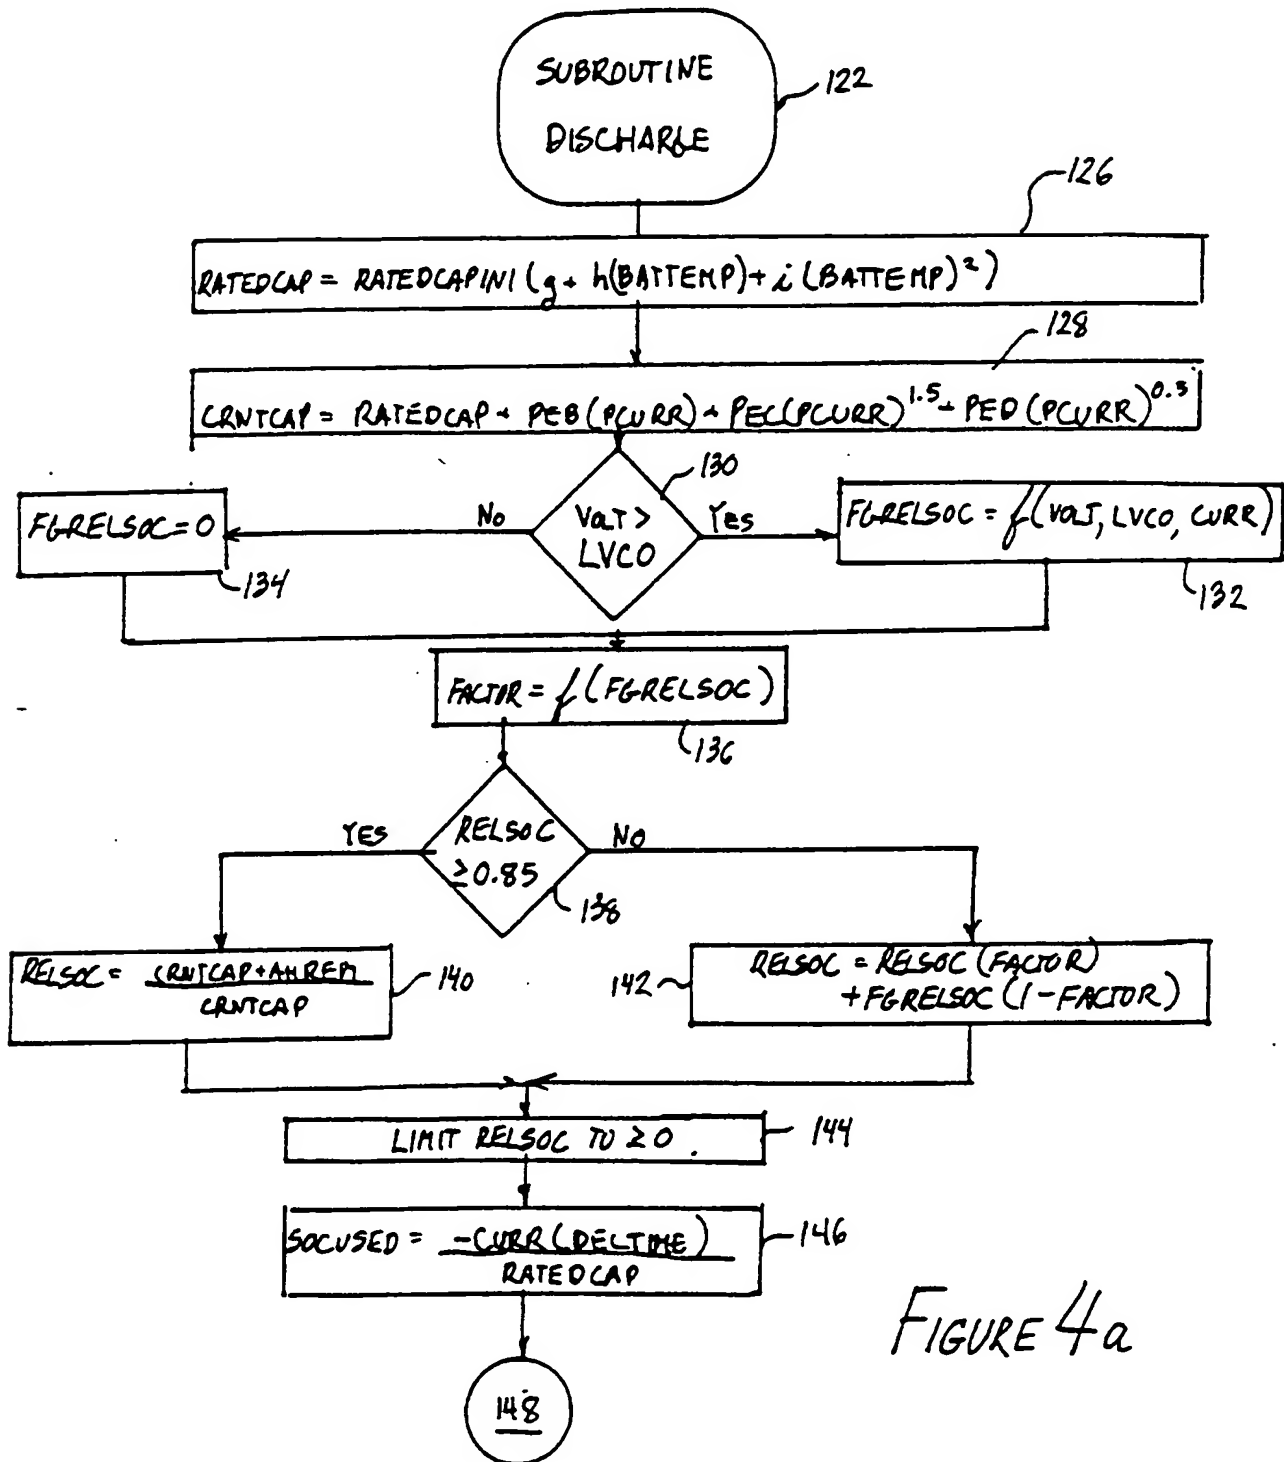 SUBROUTINE
DISCHARGE
122
126
RATEDCAP = RATEDCAPINI (g + h(BATTEMP) + i (BATTEMP)²)
128
CRNTCAP = RATEDCAP + PEB (PCURR) + PEC(PCURR)^1.5 + PED (PCURR)^0.3
130
VOLT >
LVCO
No
YES
FGRELSOC = 0
134
FGRELSOC = f (VOLT, LVCO, CURR)
132
FACTOR = f (FGRELSOC)
136
RELSOC
≥0.85
YES
NO
138
RELSOC = CRNTCAP + AHREM
CRNTCAP
140
142
RELSOC = RELSOC (FACTOR)
+ FGRELSOC (1 - FACTOR)
LIMIT RELSOC TO ≥ 0
144
SOCUSED = -CURR (DELTIME)
RATEDCAP
146
148
FIGURE 4a